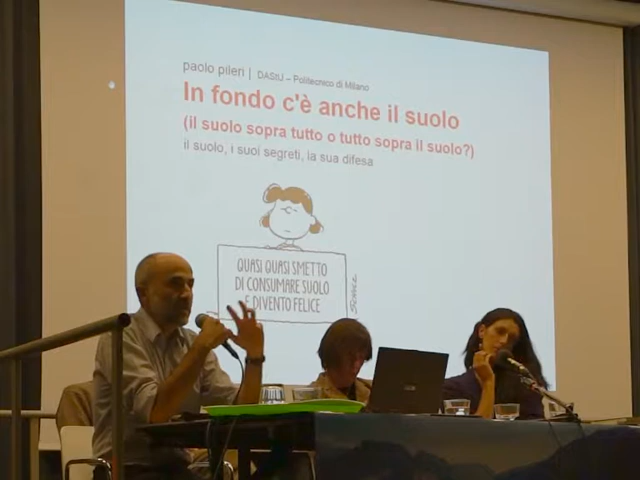 paolo pileri | DAStU – Politecnico di Milano
In fondo c'è anche il suolo
(il suolo sopra tutto o tutto sopra il suolo?)
il suolo, i suoi segreti, la sua difesa
QUASI QUASI SMETTO
DI CONSUMARE SUOLO
E DIVENTO FELICE